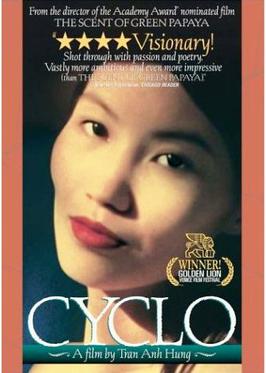 From the director of the Academy Award® nominated film
THE SCENT OF GREEN PAPAYA
"★★★★Visionary!
Shot through with passion and poetry.
Vastly more ambitious and even more impressive
(than THE SCENT OF GREEN PAPAYA)."
CHICAGO READER
WINNER!
GOLDEN LION
VENICE FILM FESTIVAL
CYCLO
A film by Tran Anh Hung